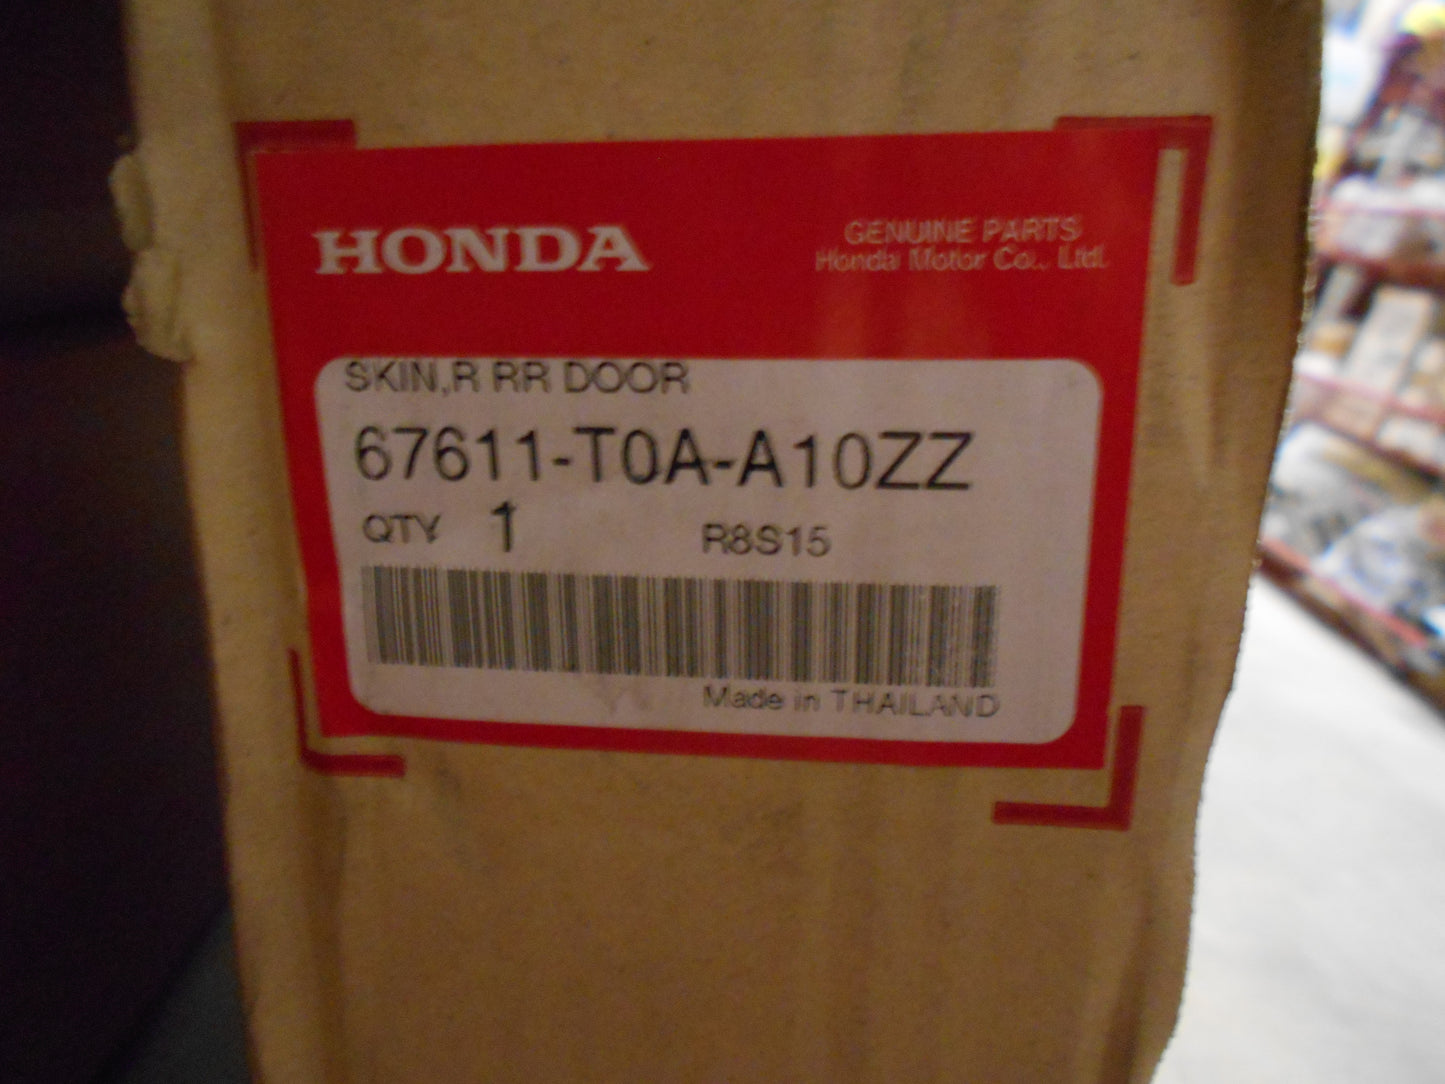 HONDA
GENUINE PARTS
Honda Motor Co., Ltd.
SKIN,R RR DOOR
67611-T0A-A10ZZ
QTY 1 R8S15
Made in THAILAND